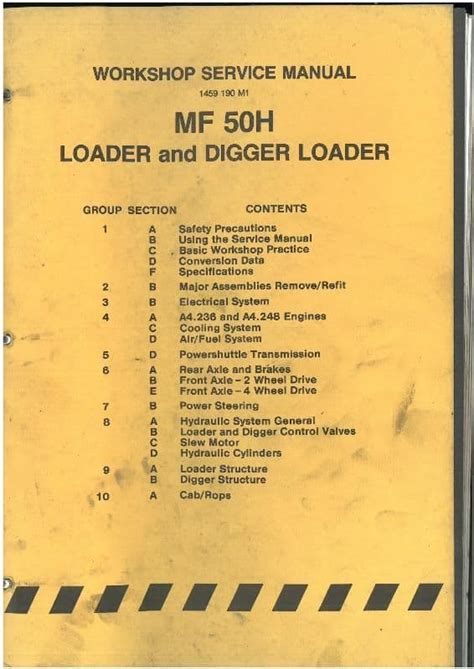 WORKSHOP SERVICE MANUAL
1459 190 M1
MF 50H
LOADER and DIGGER LOADER
GROUP SECTION CONTENTS
1 A Safety Precautions
B Using the Service Manual
C Basic Workshop Practice
D Conversion Data
F Specifications
2 B Major Assemblies Remove/Refit
3 B Electrical System
4 A A4.236 and A4.248 Engines
C Cooling System
D Air/Fuel System
5 D Powershuttle Transmission
6 A Rear Axle and Brakes
B Front Axle – 2 Wheel Drive
E Front Axle – 4 Wheel Drive
7 B Power Steering
8 A Hydraulic System General
B Loader and Digger Control Valves
C Slew Motor
D Hydraulic Cylinders
9 A Loader Structure
B Digger Structure
10 A Cab/Rops